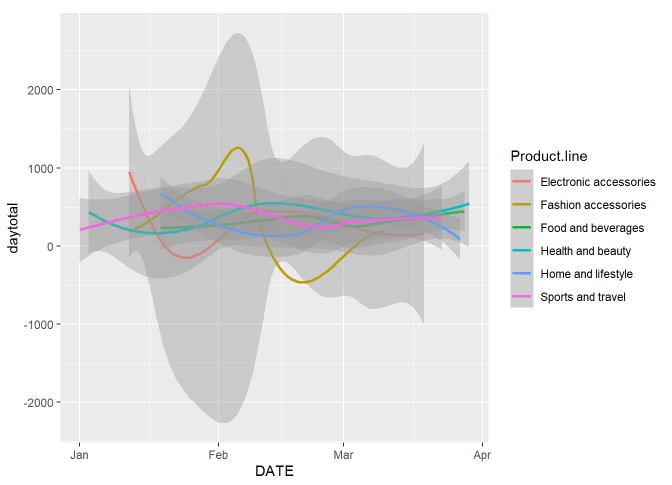 2000
1000
0
-1000
-2000
daytotal
Jan
Feb
Mar
Apr
DATE
Product.line
Electronic accessories
Fashion accessories
Food and beverages
Health and beauty
Home and lifestyle
Sports and travel